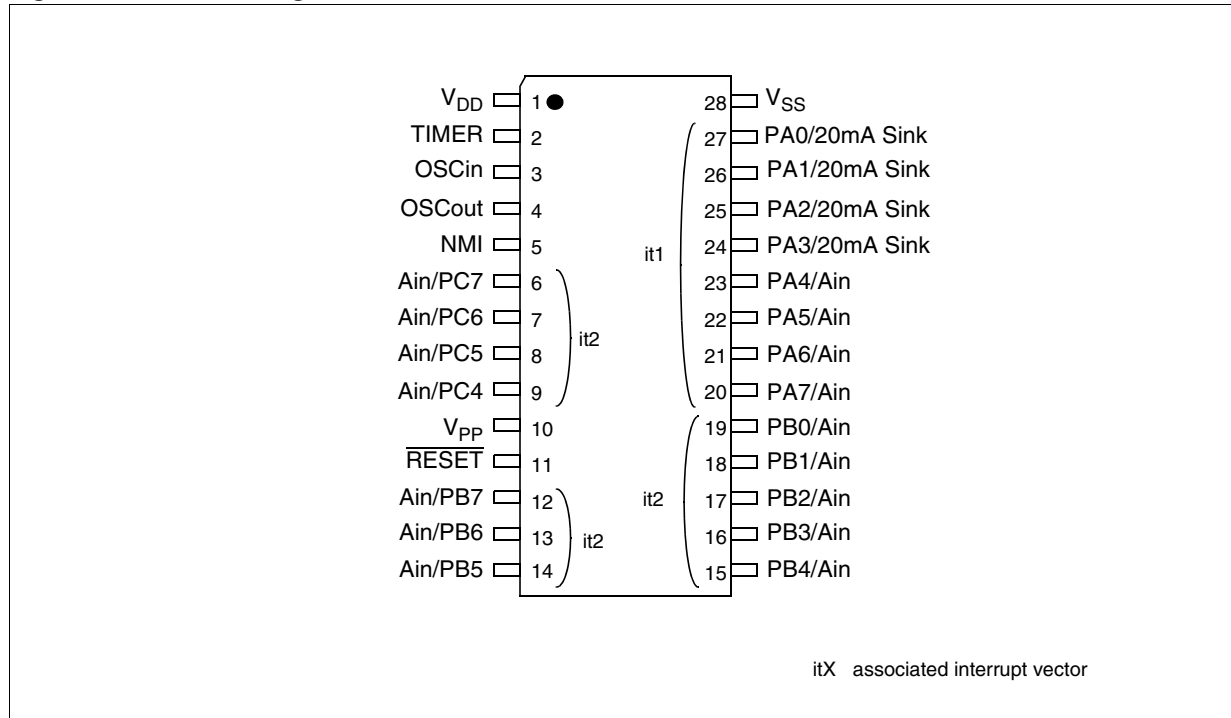 V_DD 1 28 V_SS
TIMER 2 27 PA0/20mA Sink
OSCin 3 26 PA1/20mA Sink
OSCout 4 25 PA2/20mA Sink
NMI 5 24 PA3/20mA Sink
it1
Ain/PC7 6 23 PA4/Ain
Ain/PC6 7 22 PA5/Ain
it2
Ain/PC5 8 21 PA6/Ain
Ain/PC4 9 20 PA7/Ain
V_PP 10 19 PB0/Ain
RESET 11 18 PB1/Ain
Ain/PB7 12 it2 17 PB2/Ain
Ain/PB6 13 it2 16 PB3/Ain
Ain/PB5 14 15 PB4/Ain
itX associated interrupt vector